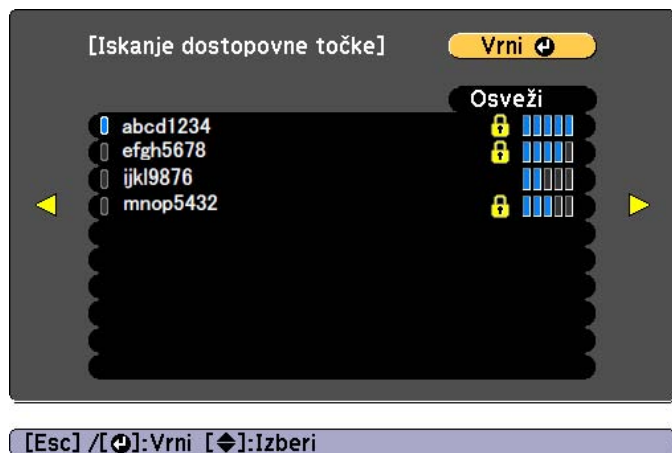 [Iskanje dostopovne točke]
Vrni
Osveži
abcd1234
efgh5678
ijkl9876
mnop5432
[Esc] /[⏎]:Vrni [◆]:Izberi